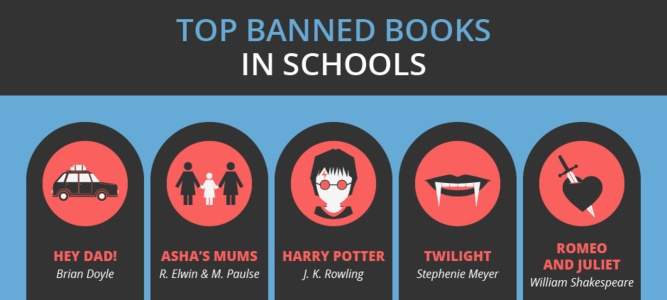 TOP BANNED BOOKS
IN SCHOOLS
HEY DAD!
Brian Doyle
ASHA'S MUMS
R. Elwin & M. Paulse
HARRY POTTER
J. K. Rowling
TWILIGHT
Stephenie Meyer
ROMEO
AND JULIET
William Shakespeare